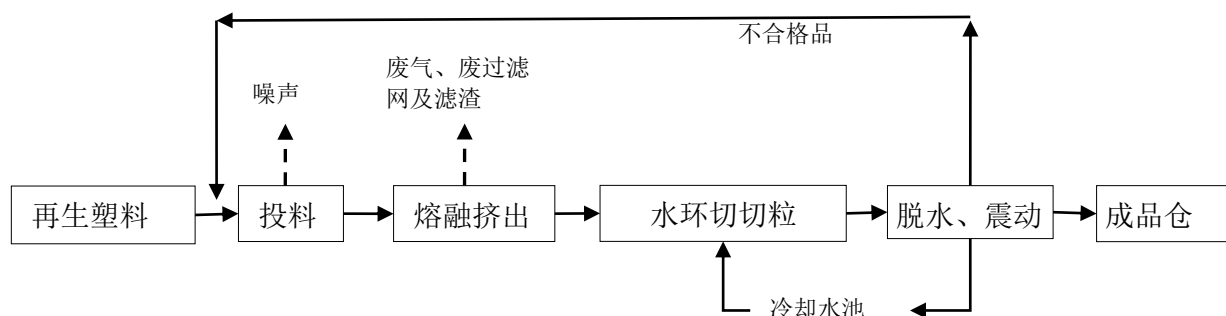 不合格品
废气、废过滤
网及滤渣
噪声
再生塑料
投料
熔融挤出
水环切切粒
脱水、震动
成品仓
冷却水池